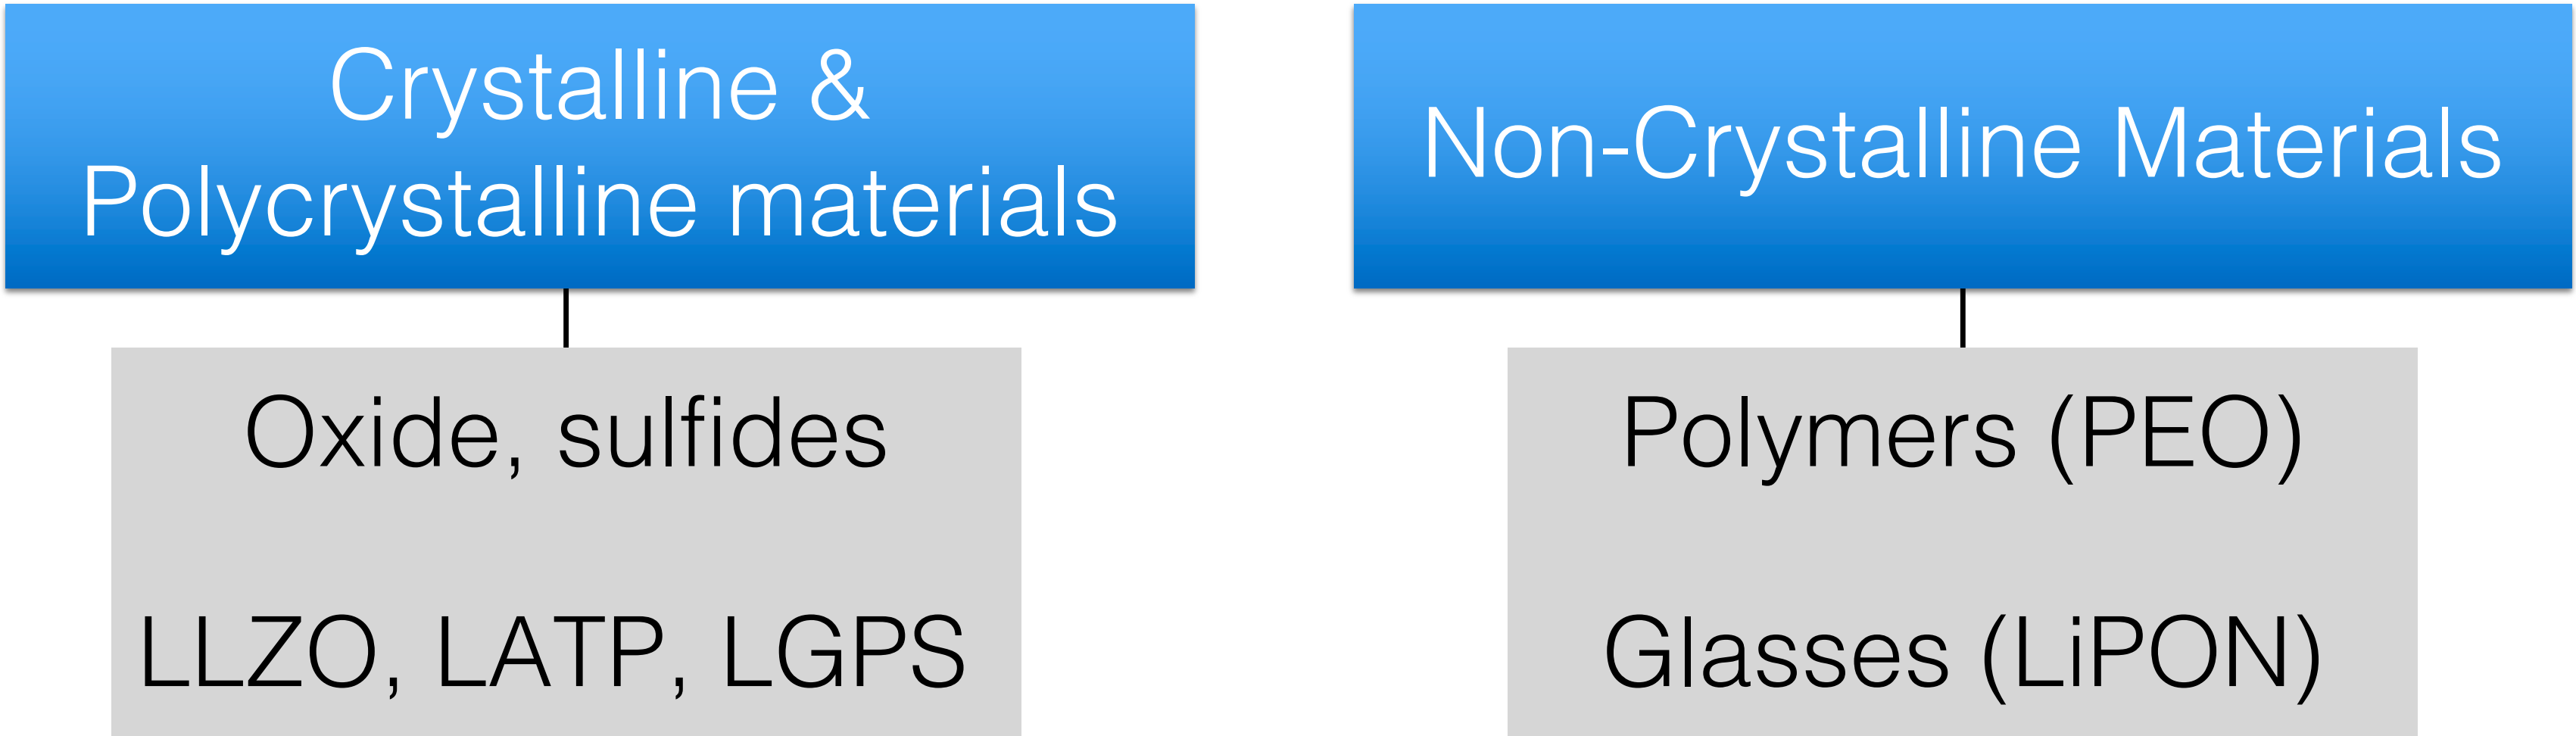 Crystalline &
Polycrystalline materials
Oxide, sulfides
LLZO, LATP, LGPS
Non-Crystalline Materials
Polymers (PEO)
Glasses (LiPON)